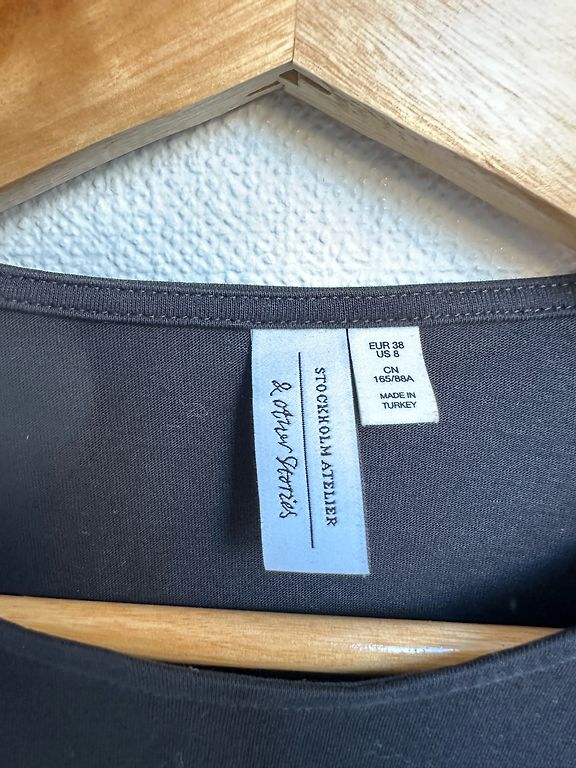 STOCKHOLM ATELIER
& other Stories
EUR 38
US 8
CN
165/88A
MADE IN
TURKEY